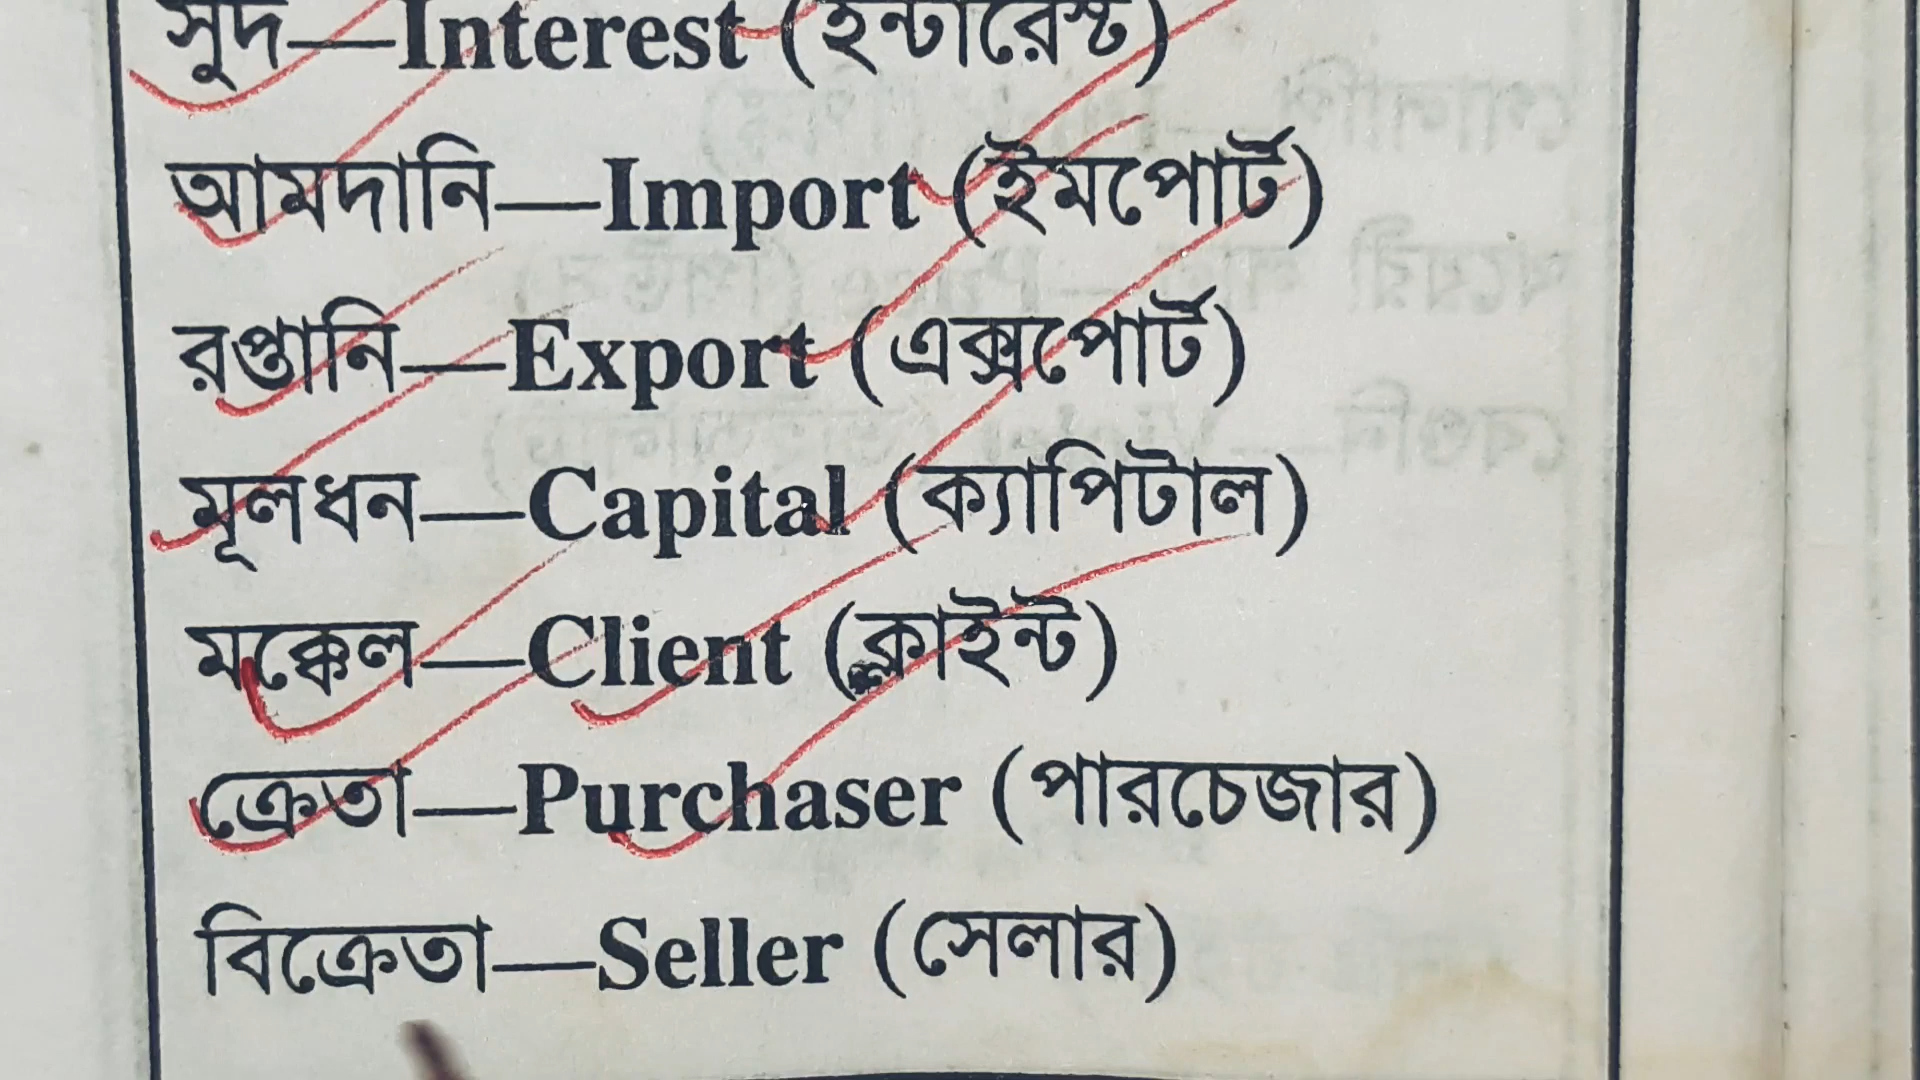 সুদ—Interest (ইন্টারেস্ট)
আমদানি—Import (ইমপোর্ট)
রপ্তানি—Export (এক্সপোর্ট)
মূলধন—Capital (ক্যাপিটাল)
মক্কেল—Client (ক্লাইন্ট)
ক্রেতা—Purchaser (পারচেজার)
বিক্রেতা—Seller (সেলার)